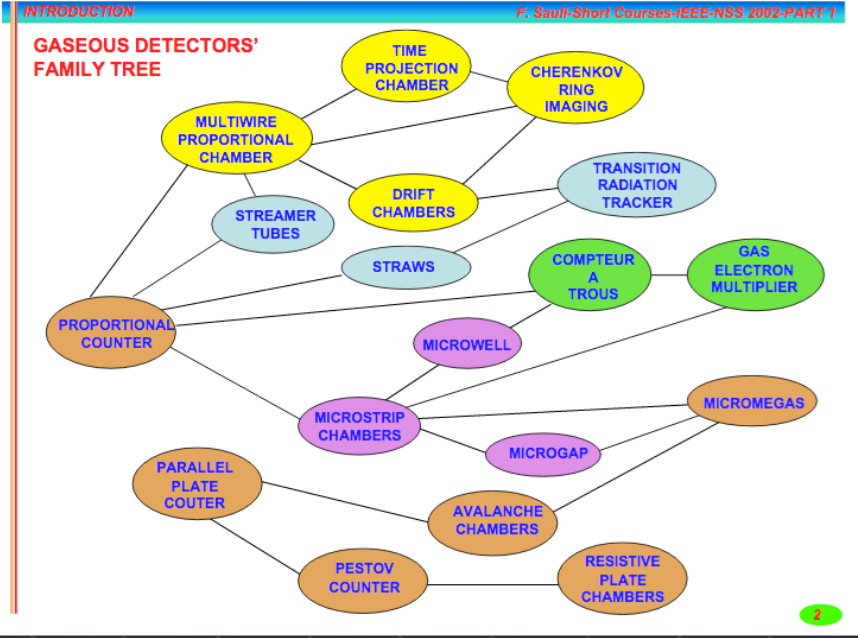 INTRODUCTION
F. Sauli-Short Courses-IEEE-NSS 2002-PART 1
GASEOUS DETECTORS'
FAMILY TREE
TIME
PROJECTION
CHAMBER
CHERENKOV
RING
IMAGING
MULTIWIRE
PROPORTIONAL
CHAMBER
TRANSITION
RADIATION
TRACKER
DRIFT
CHAMBERS
STREAMER
TUBES
STRAWS
COMPTEUR
A
TROUS
GAS
ELECTRON
MULTIPLIER
PROPORTIONAL
COUNTER
MICROWELL
MICROSTRIP
CHAMBERS
MICROMEGAS
MICROGAP
PARALLEL
PLATE
COUTER
AVALANCHE
CHAMBERS
PESTOV
COUNTER
RESISTIVE
PLATE
CHAMBERS
2